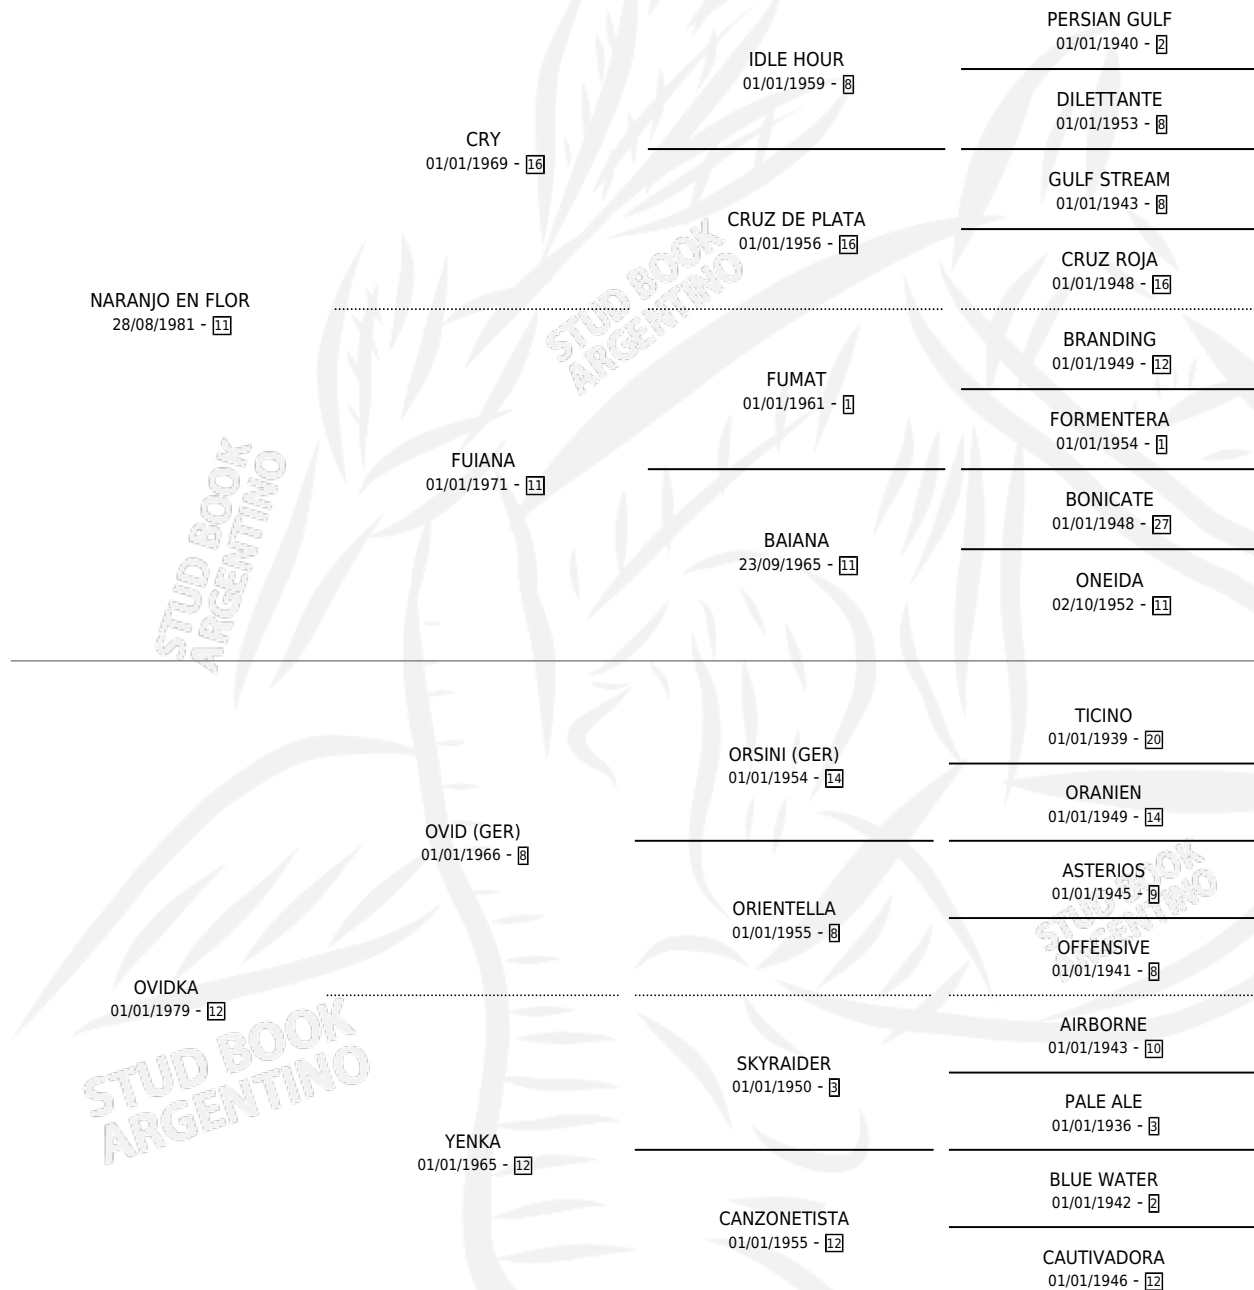 PERSIAN GULF
01/01/1940 - 2
IDLE HOUR
01/01/1959 - 8
DILETTANTE
01/01/1953 - 8
CRY
01/01/1969 - 16
GULF STREAM
01/01/1943 - 8
CRUZ DE PLATA
01/01/1956 - 16
CRUZ ROJA
01/01/1948 - 16
NARANJO EN FLOR
28/08/1981 - 11
STUD BOOK
ARGENTINO
BRANDING
01/01/1949 - 12
FUMAT
01/01/1961 - 1
FORMENTERA
01/01/1954 - 1
FUIANA
01/01/1971 - 11
BONICATE
01/01/1948 - 27
BAIANA
23/09/1965 - 11
ONEIDA
02/10/1952 - 11
STUD BOOK
ARGENTINO
TICINO
01/01/1939 - 20
ORSINI (GER)
01/01/1954 - 14
ORANIEN
01/01/1949 - 14
OVID (GER)
01/01/1966 - 8
ASTERIOS
01/01/1945 - 9
ORIENTELLA
01/01/1955 - 8
OFFENSIVE
01/01/1941 - 8
STUD BOOK
ARGENTINO
OVIDKA
01/01/1979 - 12
STUD BOOK
ARGENTINO
AIRBORNE
01/01/1943 - 10
SKYRAIDER
01/01/1950 - 3
PALE ALE
01/01/1936 - 3
YENKA
01/01/1965 - 12
BLUE WATER
01/01/1942 - 2
CANZONETISTA
01/01/1955 - 12
CAUTIVADORA
01/01/1946 - 12